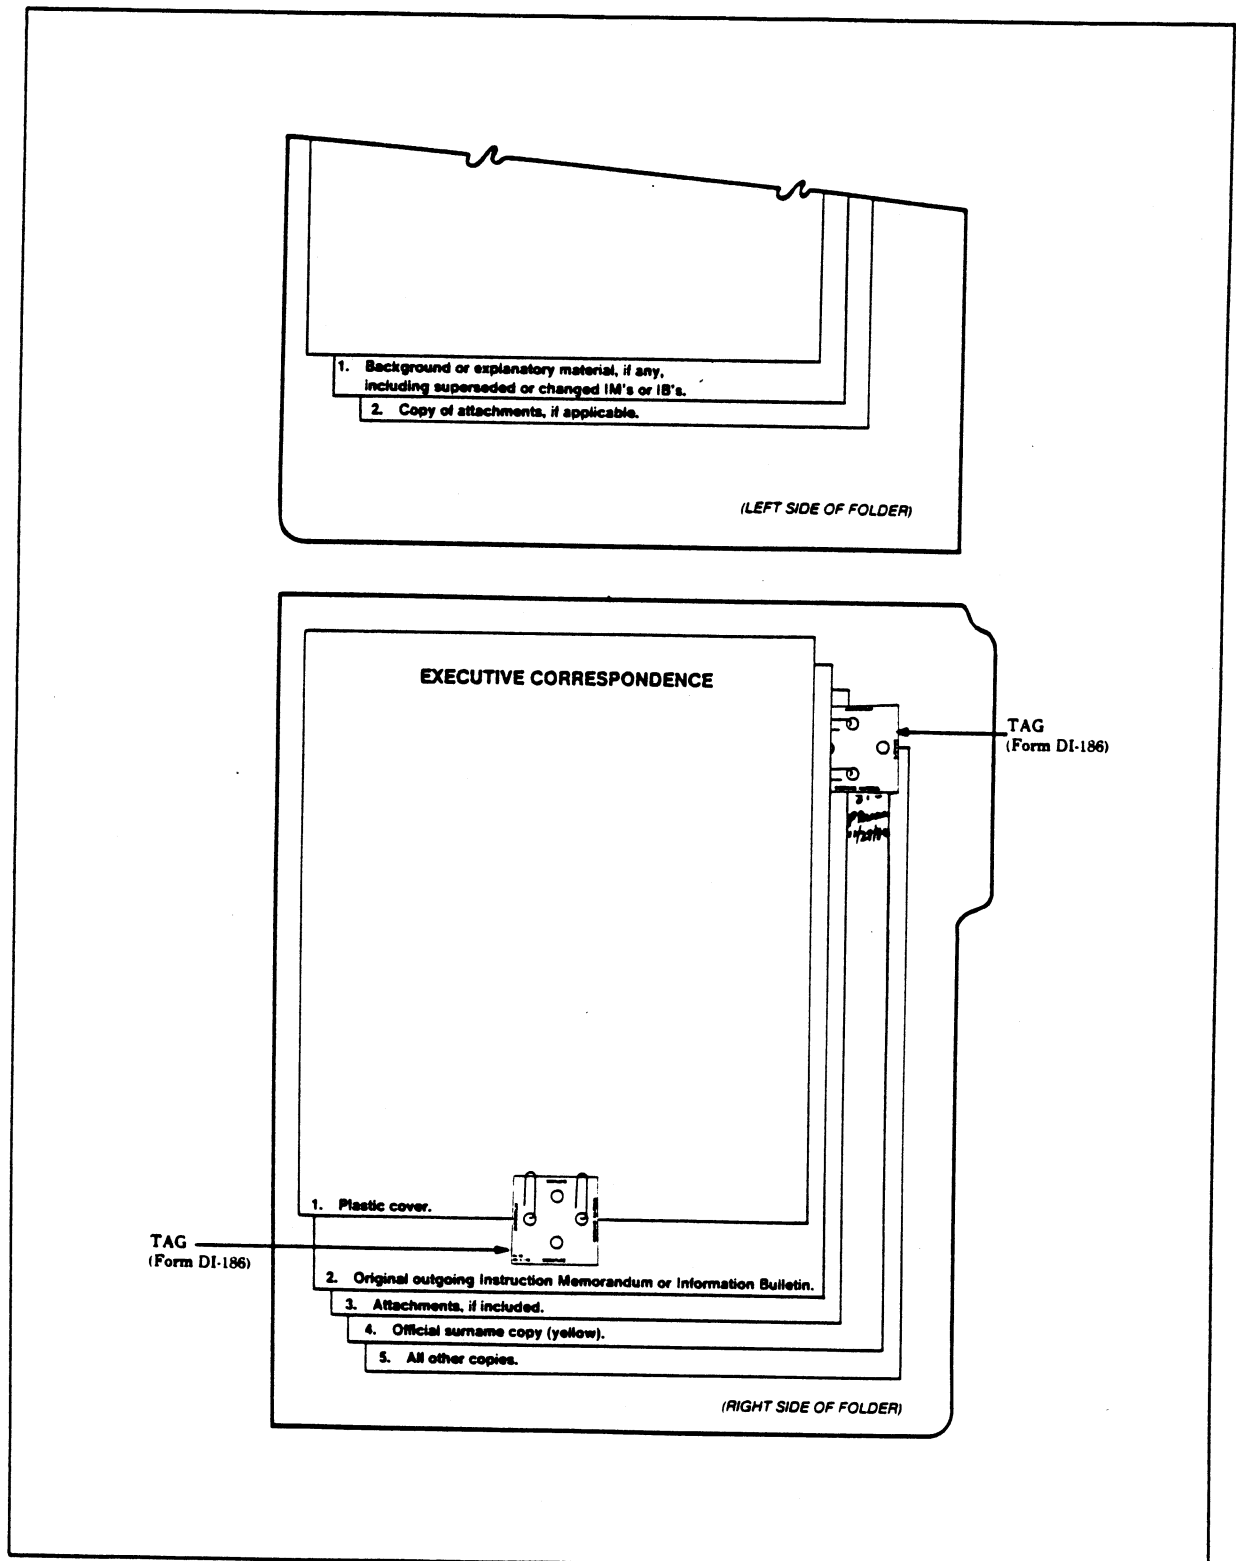 1. Background or explanatory material, if any,
including superseded or changed IM's or IB's.
2. Copy of attachments, if applicable.
(LEFT SIDE OF FOLDER)
EXECUTIVE CORRESPONDENCE
TAG
(Form DI-186)
1. Plastic cover.
TAG
(Form DI-186)
2. Original outgoing Instruction Memorandum or Information Bulletin.
3. Attachments, if included.
4. Official surname copy (yellow).
5. All other copies.
(RIGHT SIDE OF FOLDER)